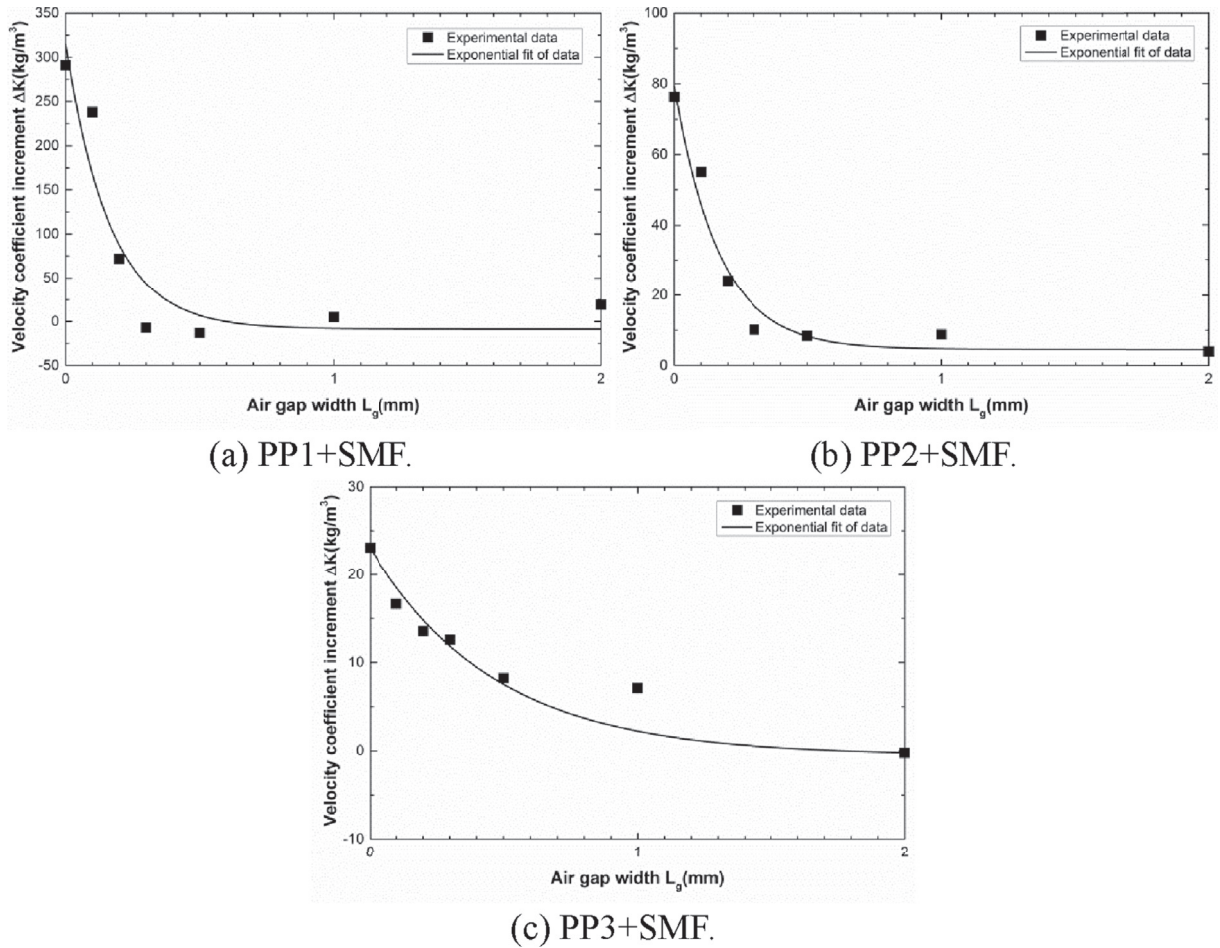 Velocity coefficient increment ΔK(kg/m³)
350
300
250
200
150
100
50
0
-50
■ Experimental data
— Exponential fit of data
0 1 2
Air gap width Lg(mm)
(a) PP1+SMF.
Velocity coefficient increment ΔK(kg/m³)
100
80
60
40
20
0
■ Experimental data
— Exponential fit of data
0 1 2
Air gap width Lg(mm)
(b) PP2+SMF.
Velocity coefficient increment ΔK(kg/m³)
30
20
10
0
-10
■ Experimental data
— Exponential fit of data
0 1 2
Air gap width Lg(mm)
(c) PP3+SMF.